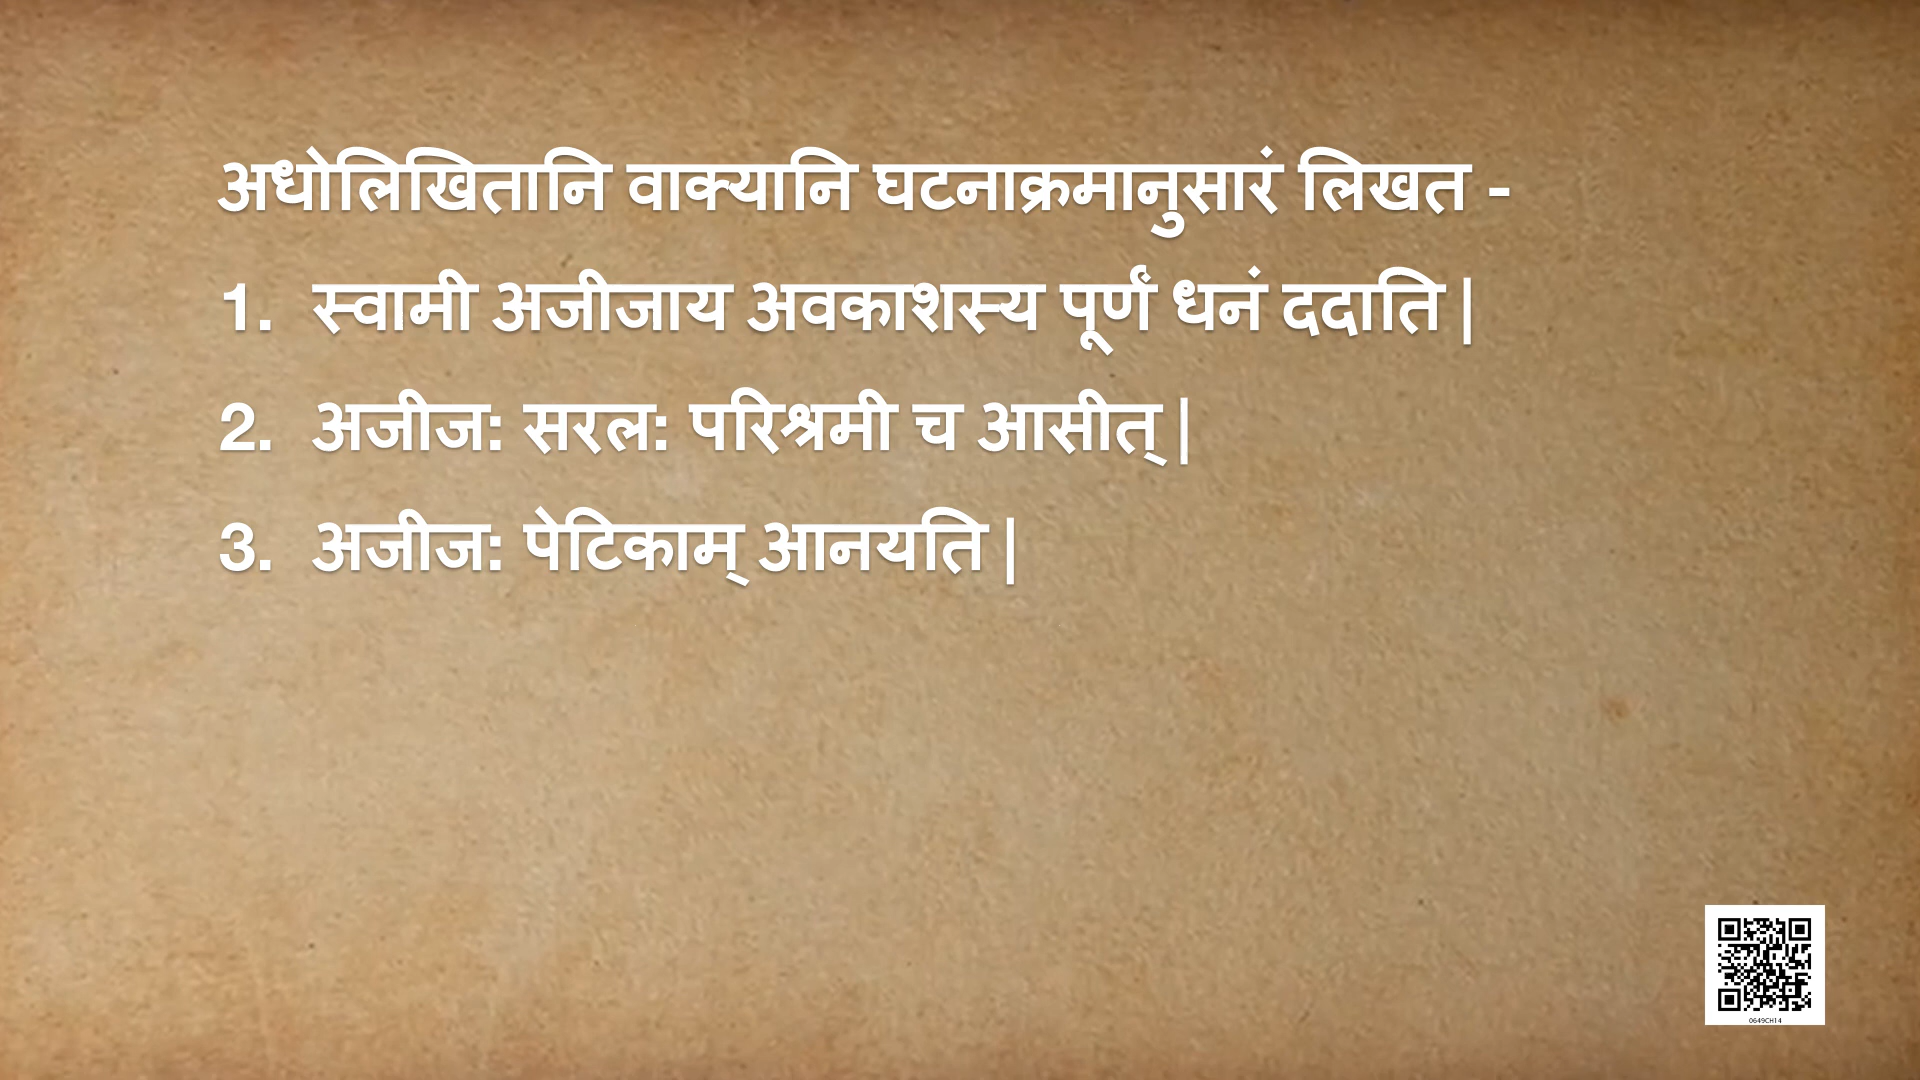 अधोलिखितानि वाक्यानि घटनाक्रमानुसारं लिखत -
1. स्वामी अजीजाय अवकाशस्य पूर्णं धनं ददाति |
2. अजीज: सरल: परिश्रमी च आसीत् |
3. अजीज: पेटिकाम् आनयति |
0649CH14